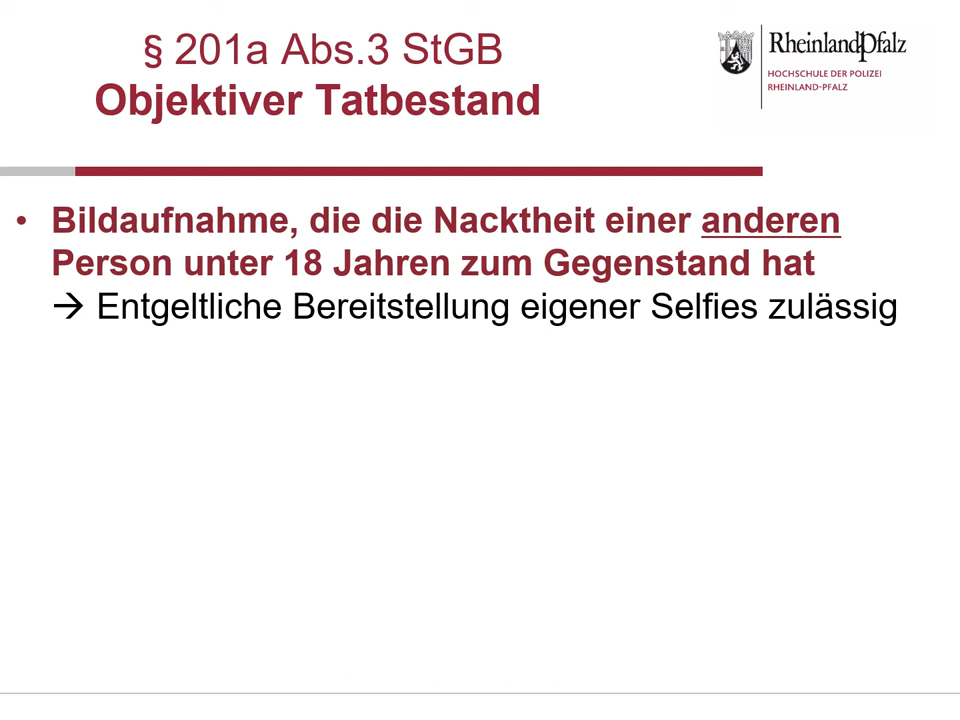 § 201a Abs.3 StGB
Objektiver Tatbestand
RheinlandPfalz
HOCHSCHULE DER POLIZEI
RHEINLAND-PFALZ
• Bildaufnahme, die die Nacktheit einer anderen
Person unter 18 Jahren zum Gegenstand hat
→ Entgeltliche Bereitstellung eigener Selfies zulässig